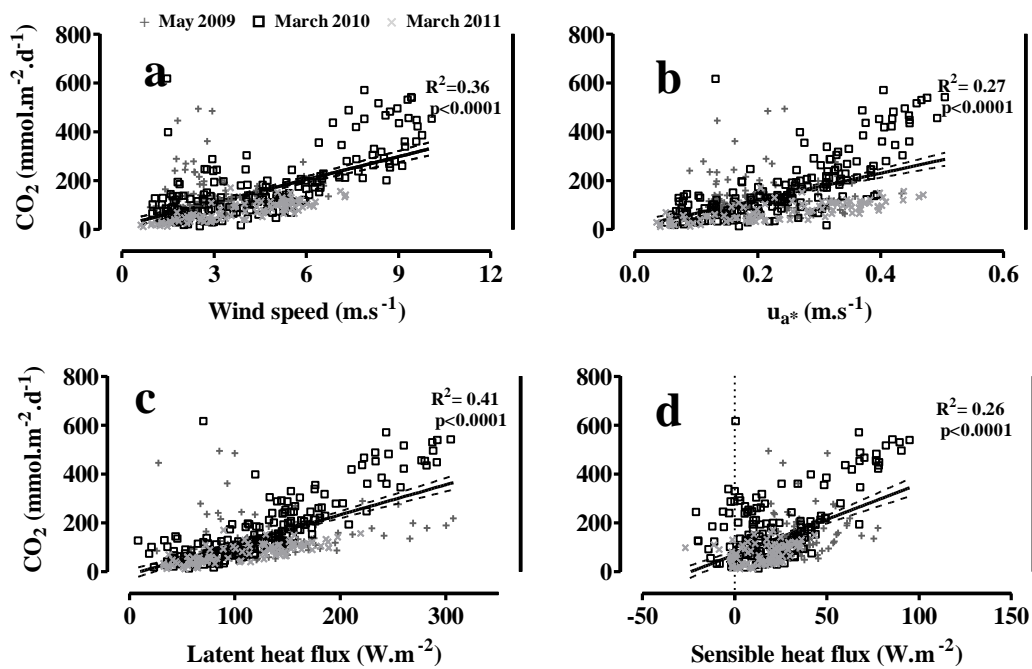 + May 2009 □ March 2010 × March 2011
a
R²=0.36
p<0.0001
CO₂ (mmol.m⁻².d⁻¹)
800
600
400
200
0
0 3 6 9 12
Wind speed (m.s⁻¹)
b
R²= 0.27
p<0.0001
800
600
400
200
0
0.0 0.2 0.4 0.6
uₐ* (m.s⁻¹)
c
R²= 0.41
p<0.0001
CO₂ (mmol.m⁻².d⁻¹)
800
600
400
200
0
0 100 200 300
Latent heat flux (W.m⁻²)
d
R²= 0.26
p<0.0001
800
600
400
200
0
-50 0 50 100 150
Sensible heat flux (W.m⁻²)